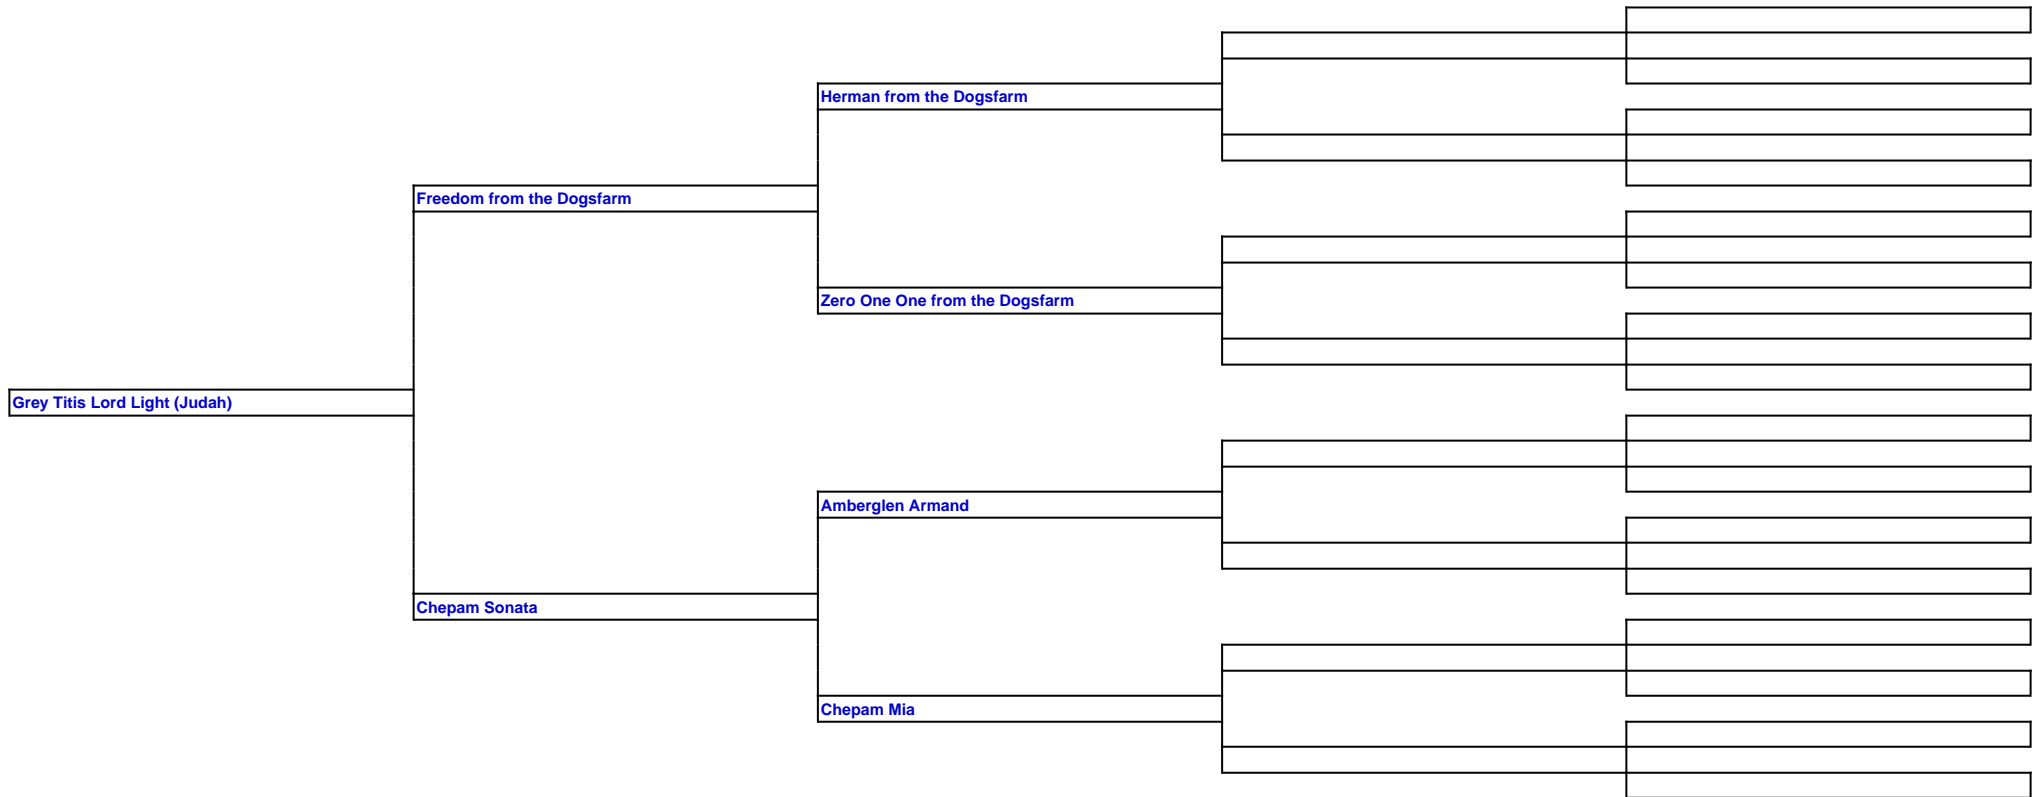 Herman from the Dogsfarm
Freedom from the Dogsfarm
Zero One One from the Dogsfarm
Grey Titis Lord Light (Judah)
Amberglen Armand
Chepam Sonata
Chepam Mia